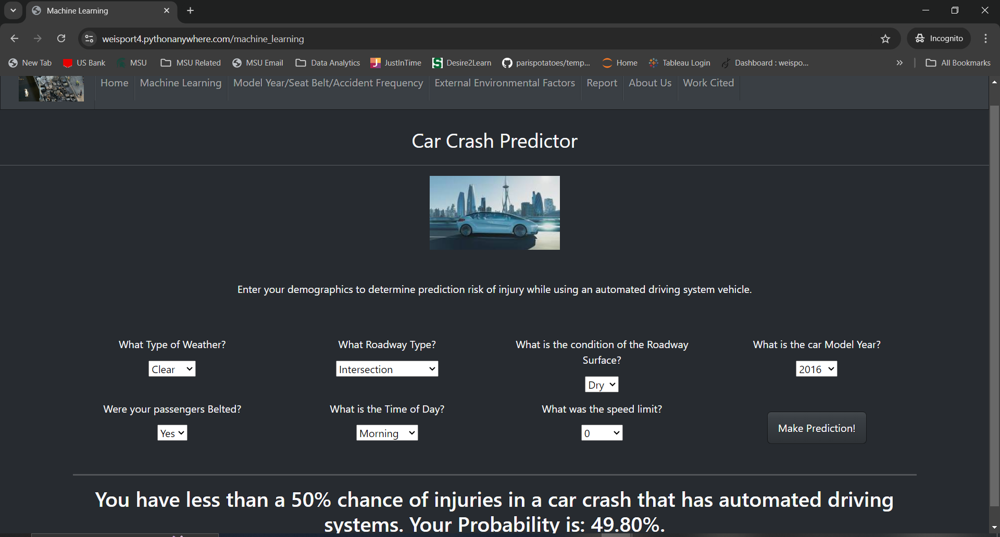 Machine Learning
weisport4.pythonanywhere.com/machine_learning
Incognito
New Tab US Bank MSU MSU Related MSU Email Data Analytics JustInTime Desire2Learn parispotatoes/temp... Home Tableau Login Dashboard : weispo... » All Bookmarks
Home Machine Learning Model Year/Seat Belt/Accident Frequency External Environmental Factors Report About Us Work Cited
Car Crash Predictor
Enter your demographics to determine prediction risk of injury while using an automated driving system vehicle.
What Type of Weather?
Clear
What Roadway Type?
Intersection
What is the condition of the Roadway
Surface?
Dry
What is the car Model Year?
2016
Were your passengers Belted?
Yes
What is the Time of Day?
Morning
What was the speed limit?
0
Make Prediction!
You have less than a 50% chance of injuries in a car crash that has automated driving
systems. Your Probability is: 49.80%.